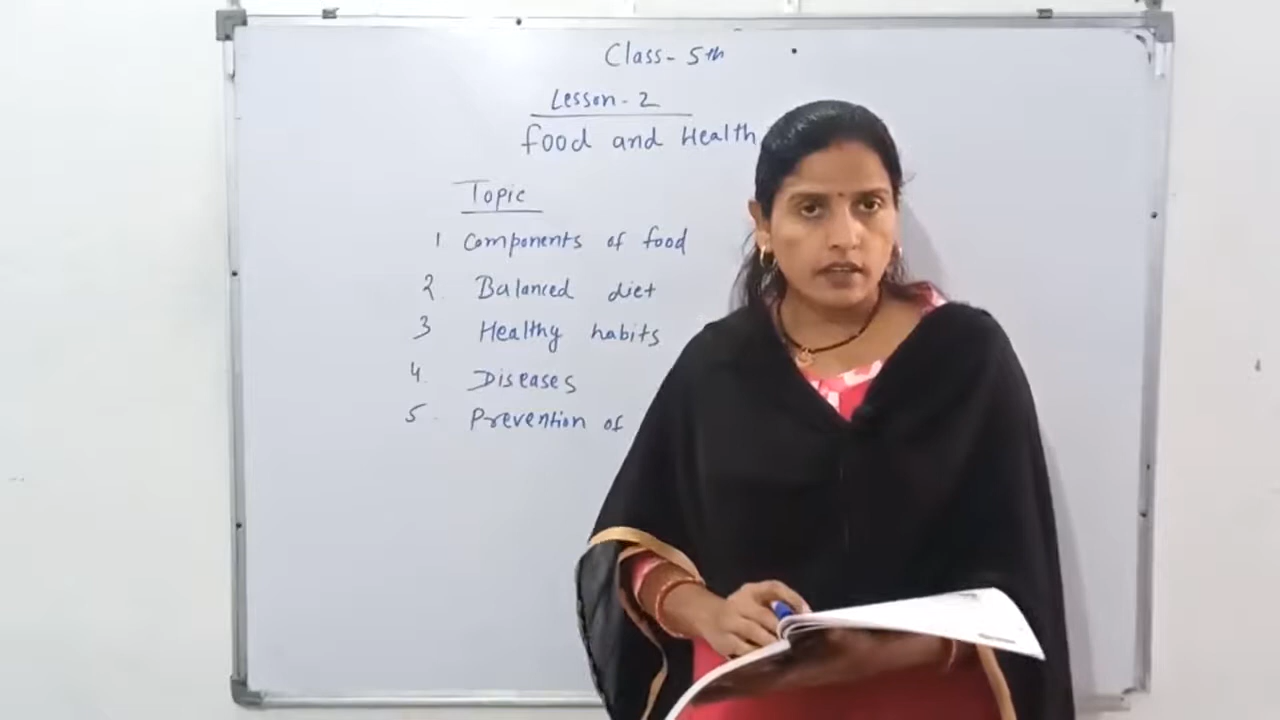 Class- 5th
Lesson-2
food and Health
Topic
1 Components of food
2. Balanced diet
3 Healthy habits
4. Diseases
5. Prevention of